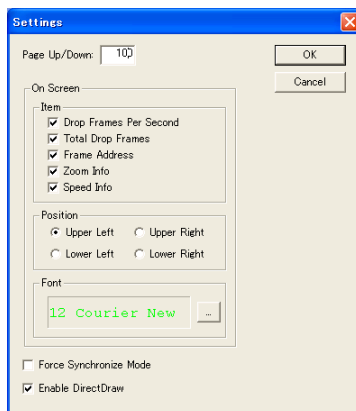 Settings
Page Up/Down: 100
OK
Cancel
On Screen
Item
Drop Frames Per Second
Total Drop Frames
Frame Address
Zoom Info
Speed Info
Position
Upper Left
Upper Right
Lower Left
Lower Right
Font
12 Courier New
...
Force Synchronize Mode
Enable DirectDraw